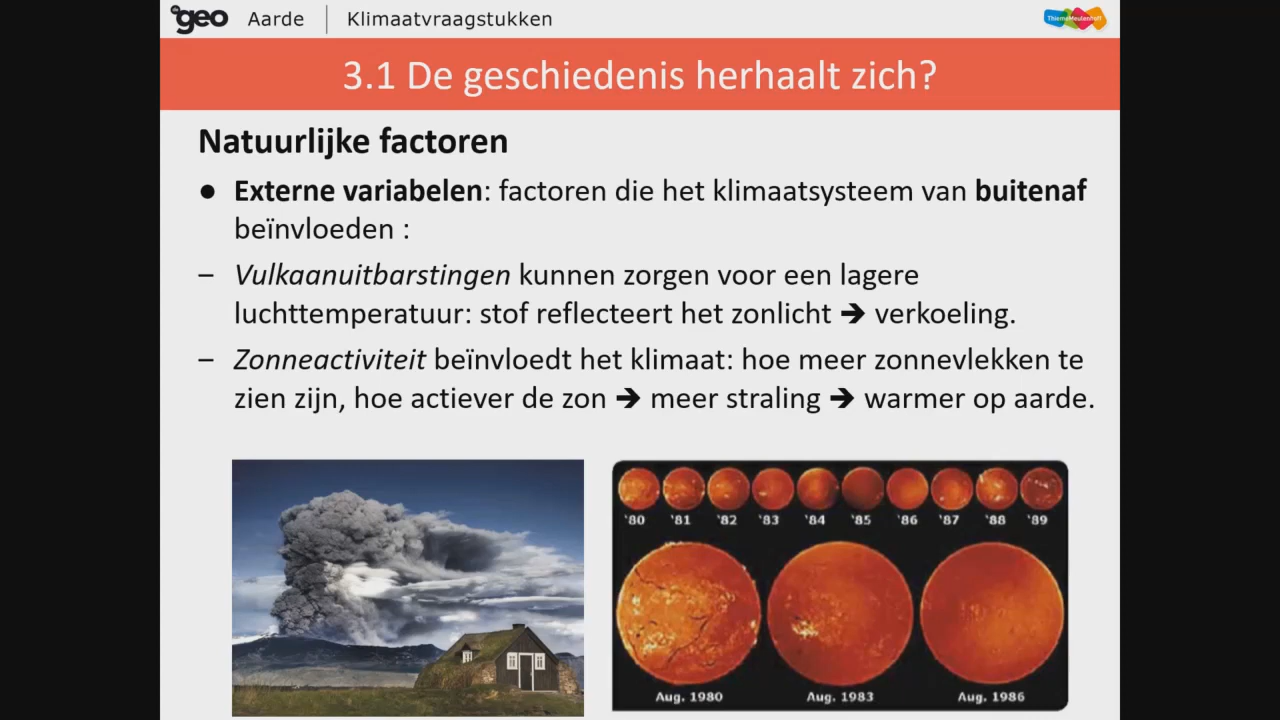 de geo Aarde Klimaatvraagstukken ThiemeMeulenhoff
3.1 De geschiedenis herhaalt zich?
Natuurlijke factoren
● Externe variabelen: factoren die het klimaatsysteem van buitenaf
beïnvloeden :
– Vulkaanuitbarstingen kunnen zorgen voor een lagere
luchttemperatuur: stof reflecteert het zonlicht ➔ verkoeling.
– Zonneactiviteit beïnvloedt het klimaat: hoe meer zonnevlekken te
zien zijn, hoe actiever de zon ➔ meer straling ➔ warmer op aarde.
'80 '81 '82 '83 '84 '85 '86 '87 '88 '89
Aug. 1980 Aug. 1983 Aug. 1986